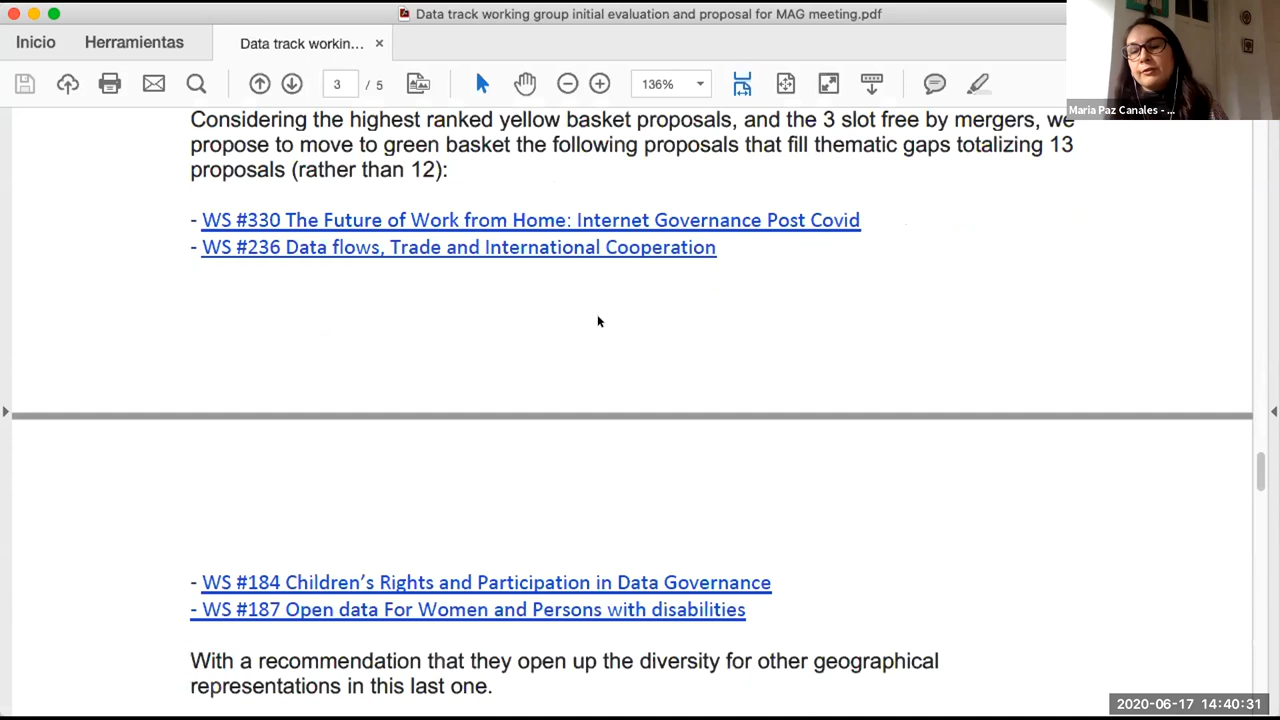 Data track working group initial evaluation and proposal for MAG meeting.pdf
Inicio
Herramientas
Data track workin...
×
3
/ 5
136%
Maria Paz Canales - ...
Considering the highest ranked yellow basket proposals, and the 3 slot free by mergers, we
propose to move to green basket the following proposals that fill thematic gaps totalizing 13
proposals (rather than 12):
- WS #330 The Future of Work from Home: Internet Governance Post Covid
- WS #236 Data flows, Trade and International Cooperation
- WS #184 Children’s Rights and Participation in Data Governance
- WS #187 Open data For Women and Persons with disabilities
With a recommendation that they open up the diversity for other geographical
representations in this last one.
2020-06-17 14:40:31